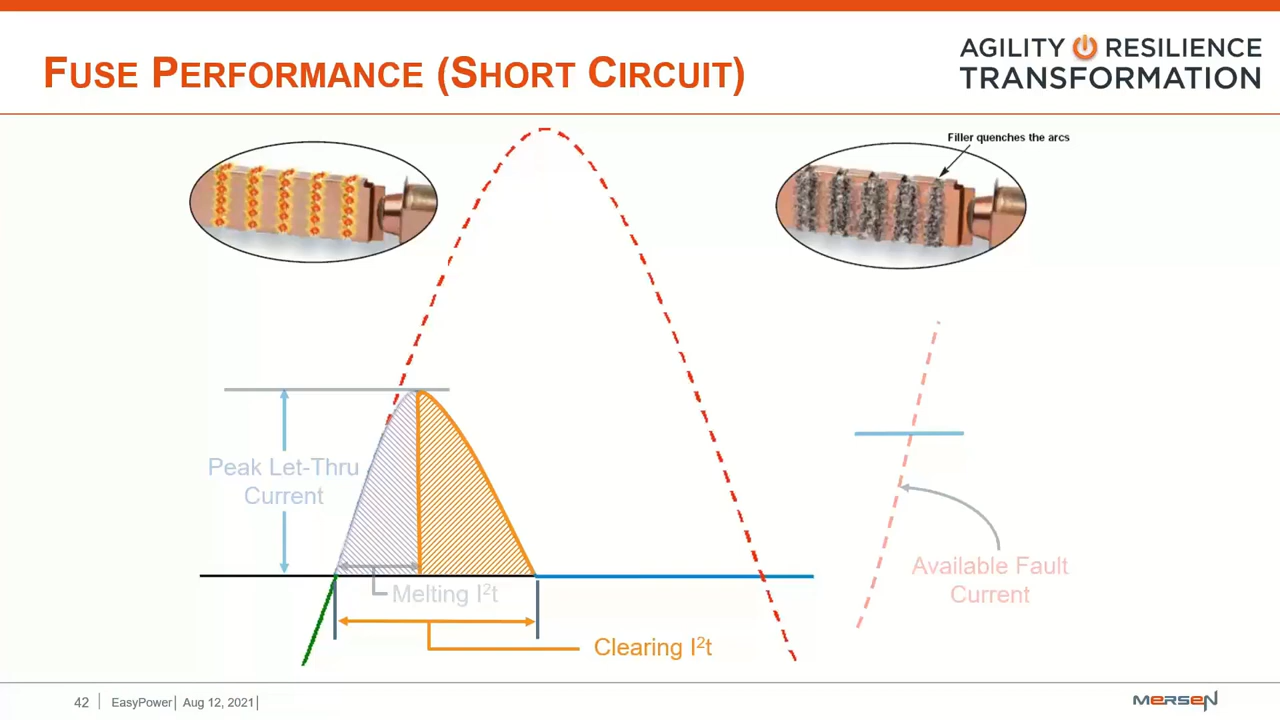 FUSE PERFORMANCE (SHORT CIRCUIT)
AGILITY RESILIENCE
TRANSFORMATION
Filler quenches the arcs
Peak Let-Thru
Current
Melting I²t
Clearing I²t
Available Fault
Current
42 | EasyPower| Aug 12, 2021|
MERSEN